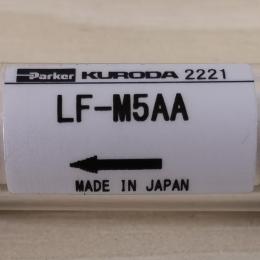 Parker KURODA 2221
LF-M5AA
MADE IN JAPAN